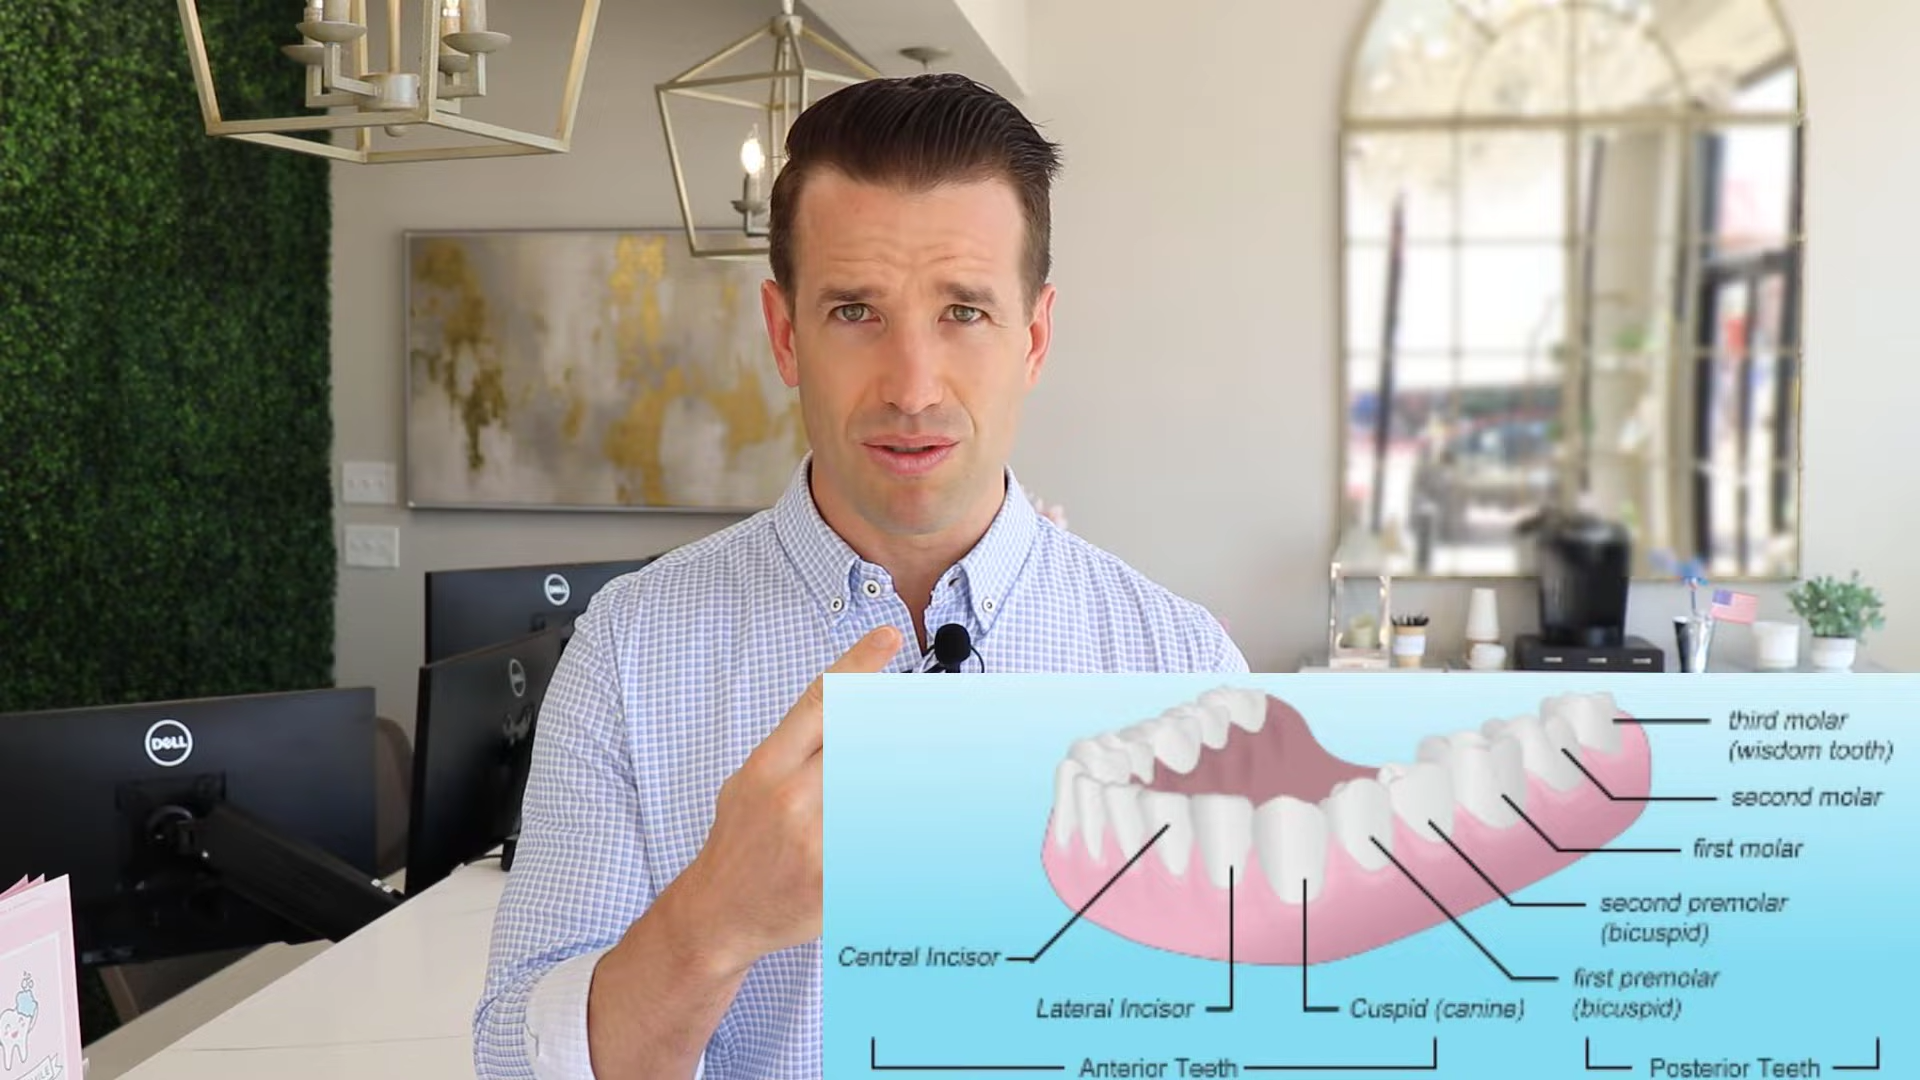 DELL
DELL
DELL
third molar
(wisdom tooth)
second molar
first molar
second premolar
(bicuspid)
first premolar
(bicuspid)
Central Incisor
Lateral Incisor
Cuspid (canine)
Anterior Teeth
Posterior Teeth